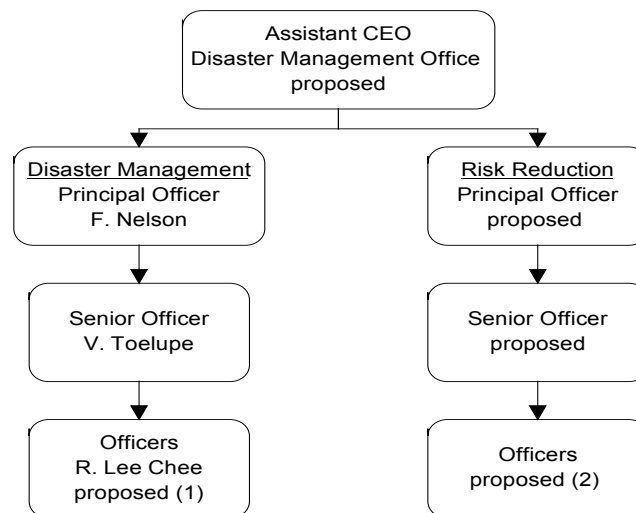 Assistant CEO
Disaster Management Office
proposed
Disaster Management
Principal Officer
F. Nelson
Risk Reduction
Principal Officer
proposed
Senior Officer
V. Toelupe
Senior Officer
proposed
Officers
R. Lee Chee
proposed (1)
Officers
proposed (2)